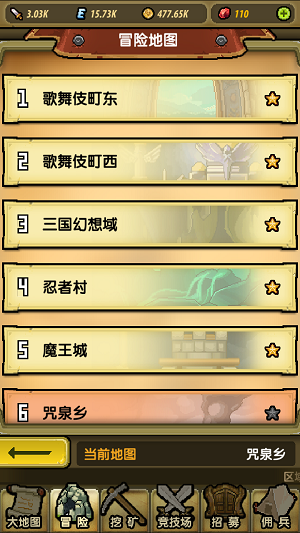 3.03K E 15.73K 477.65K 110
冒险地图
1 歌舞伎町东
2 歌舞伎町西
3 三国幻想域
4 忍者村
5 魔王城
6 咒泉乡
当前地图 咒泉乡
区域
大地图 冒险 挖矿 竞技场 招募 佣兵